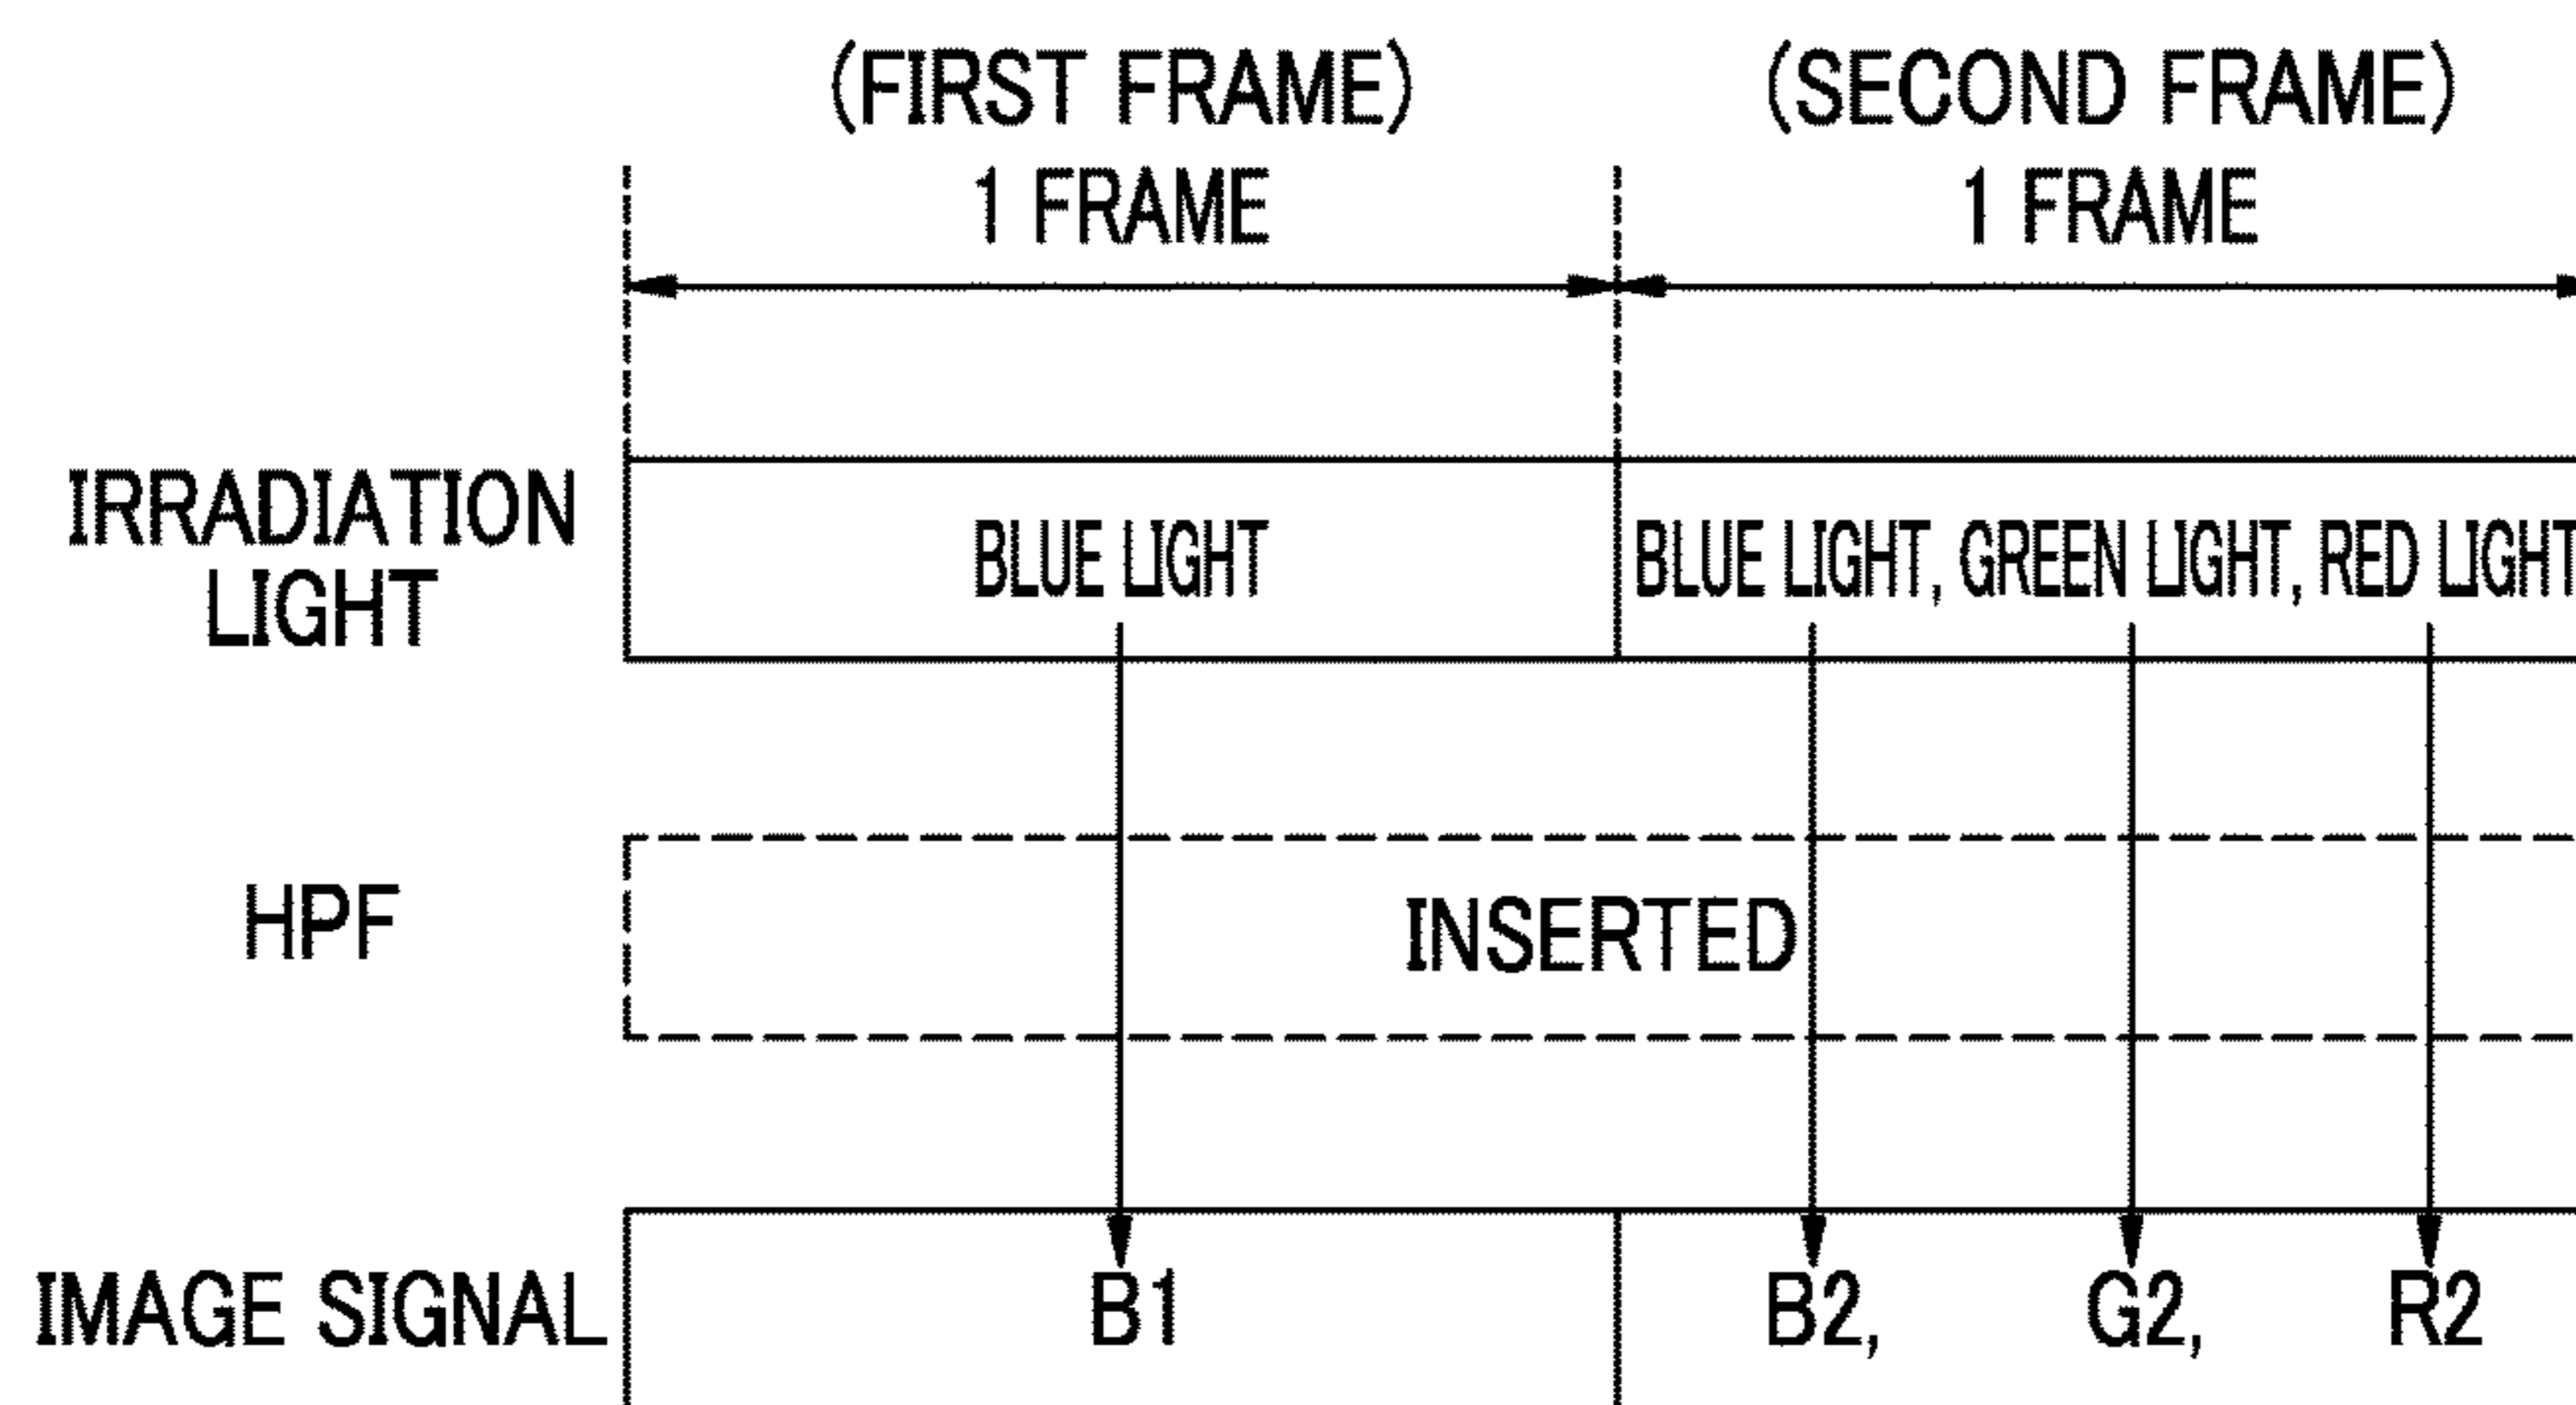 (FIRST FRAME) (SECOND FRAME)
1 FRAME 1 FRAME
IRRADIATION
LIGHT
BLUE LIGHT BLUE LIGHT, GREEN LIGHT, RED LIGHT
HPF INSERTED
IMAGE SIGNAL B1 B2, G2, R2